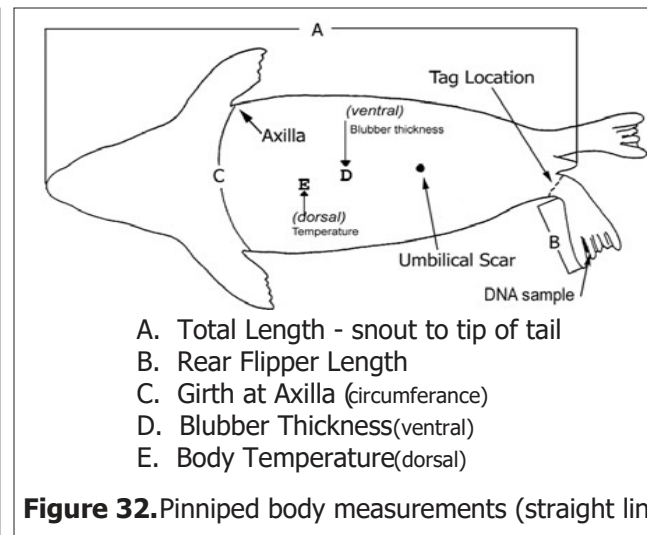 A
Tag Location
(ventral)
Blubber thickness
Axilla
C
D
E
(dorsal)
Temperature
B
Umbilical Scar
DNA sample
A. Total Length - snout to tip of tail
B. Rear Flipper Length
C. Girth at Axilla (circumferance)
D. Blubber Thickness(ventral)
E. Body Temperature(dorsal)
Figure 32.Pinniped body measurements (straight lin